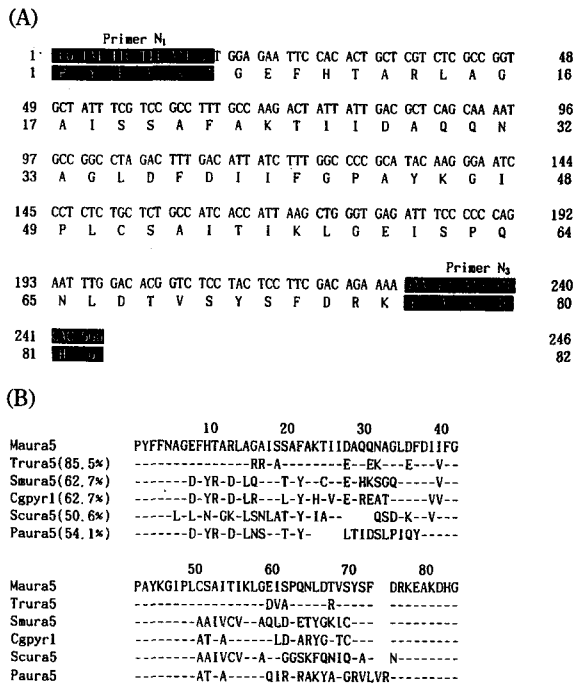 (A)
Primer N₁
1 T GGA GAA TTC CAC ACT GCT CGT CTC GCC GGT 48
1 G E F H T A R L A G 16
49 GCT ATT TCG TCC GCC TTT GCC AAG ACT ATT ATT GAC GCT CAG CAA AAT 96
17 A I S S A F A K T I I D A Q Q N 32
97 GCC GGC CTA GAC TTT GAC ATT ATC TTT GGC CCC GCA TAC AAG GGA ATC 144
33 A G L D F D I I F G P A Y K G I 48
145 CCT CTC TGC TCT GCC ATC ACC ATT AAG CTG GGT GAG ATT TCC CCC CAG 192
49 P L C S A I T I K L G E I S P Q 64
Primer N₃
193 AAT TTG GAC ACG GTC TCC TAC TCC TTC GAC AGA AAA 240
65 N L D T V S Y S F D R K 80
241 246
81 82
(B)
10 20 30 40
Maura5 PYFFNAGEFHTARLAGAISSAFAKTIIDAQQNAGLDFDIIFG
Trura5(85.5%) ---------------RR-A--------E--EK---E---V--
Smura5(62.7%) -------D-YR-D-LQ---T-Y---C--E-HKSGQ---V--
Cgpyr1(62.7%) -------D-YR-D-LR---L-Y-H-V-E-REAT-----VV--
Scura5(50.6%) -----L-L-N-GK-LSNLAT-Y-IA-- QSD-K--V--
Paura5(54.1%) -------D-YR-D-LNS--T-Y-- LTIDSLPIQY-----
50 60 70 80
Maura5 PAYKGIPLCSAITIKLGEISPQNLDTVSYSF DRKEAKDHG
Trura5 -----------------DVA------R---- ---------
Smura5 --------AAIVCV--AQLD-ETYGKIC--- ---------
Cgpyr1 --------AT-A------LD-ARYG-TC--- ---------
Scura5 --------AAIVCV--A--GGSKFQNIQ-A- N--------
Paura5 --------AT-A-----QIR-RAKYA-GRVLVR---------